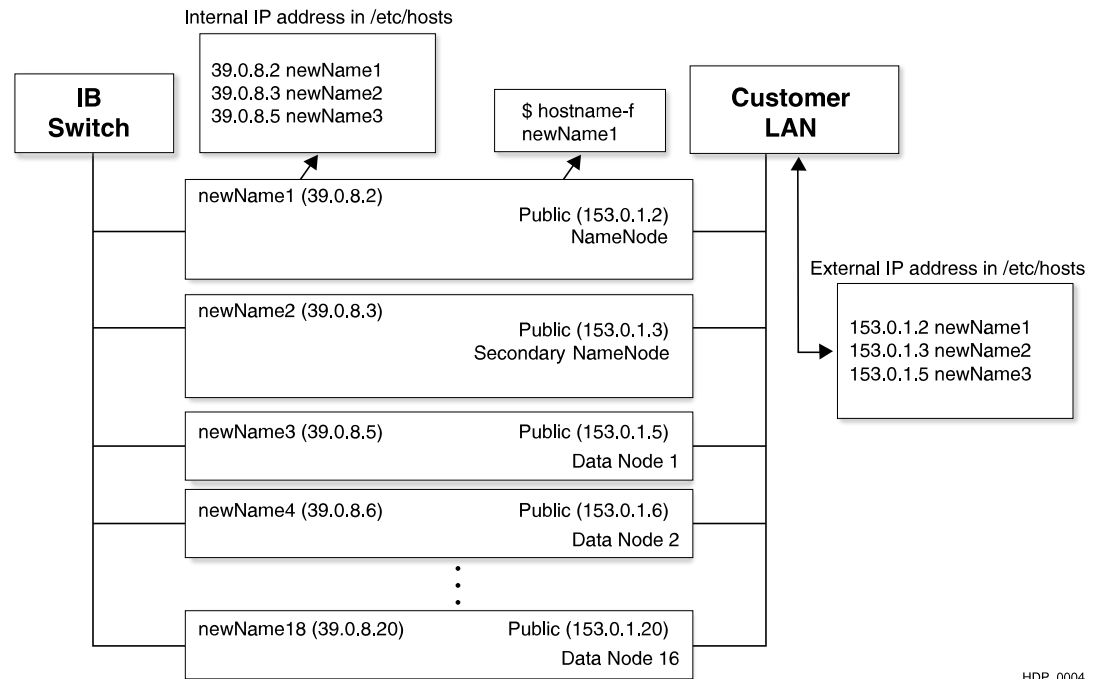 Internal IP address in /etc/hosts
39.0.8.2 newName1
39.0.8.3 newName2
39.0.8.5 newName3
IB
Switch
$ hostname-f
newName1
Customer
LAN
newName1 (39.0.8.2)
Public (153.0.1.2)
NameNode
External IP address in /etc/hosts
153.0.1.2 newName1
153.0.1.3 newName2
153.0.1.5 newName3
newName2 (39.0.8.3)
Public (153.0.1.3)
Secondary NameNode
newName3 (39.0.8.5)
Public (153.0.1.5)
Data Node 1
newName4 (39.0.8.6)
Public (153.0.1.6)
Data Node 2
newName18 (39.0.8.20)
Public (153.0.1.20)
Data Node 16
HDP_0004